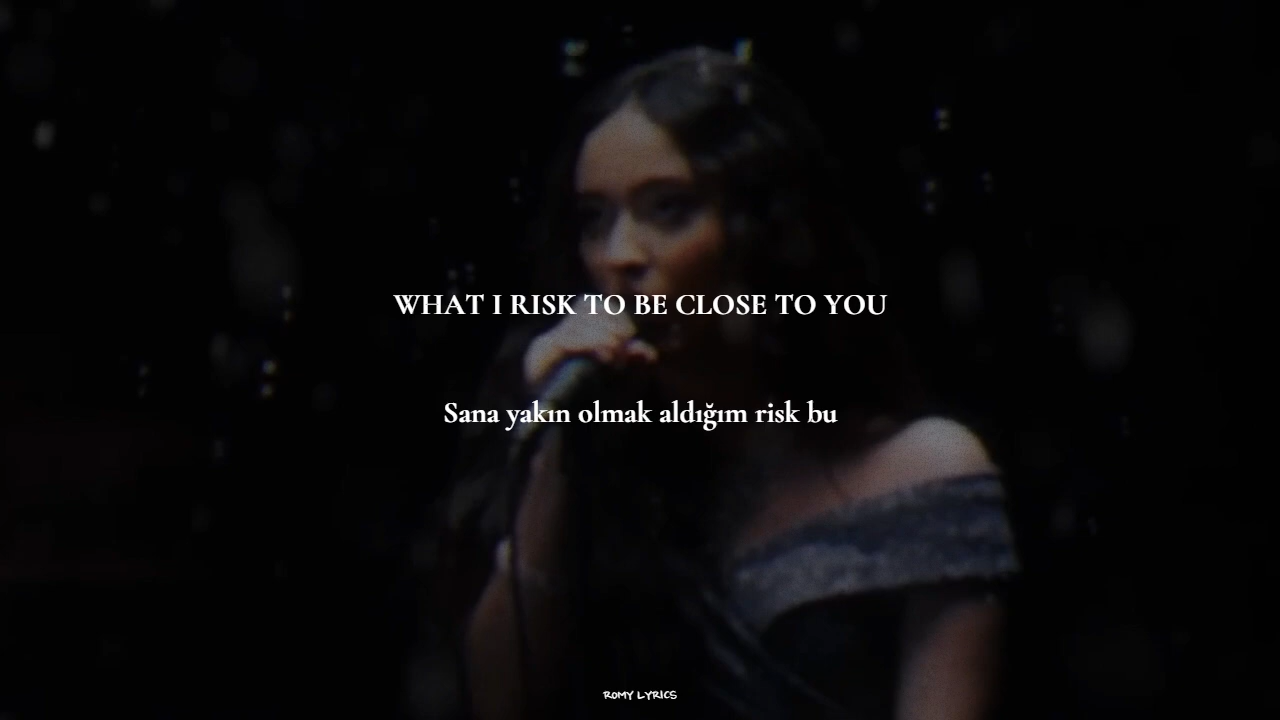 WHAT I RISK TO BE CLOSE TO YOU
Sana yakın olmak aldığım risk bu
ROMY LYRICS